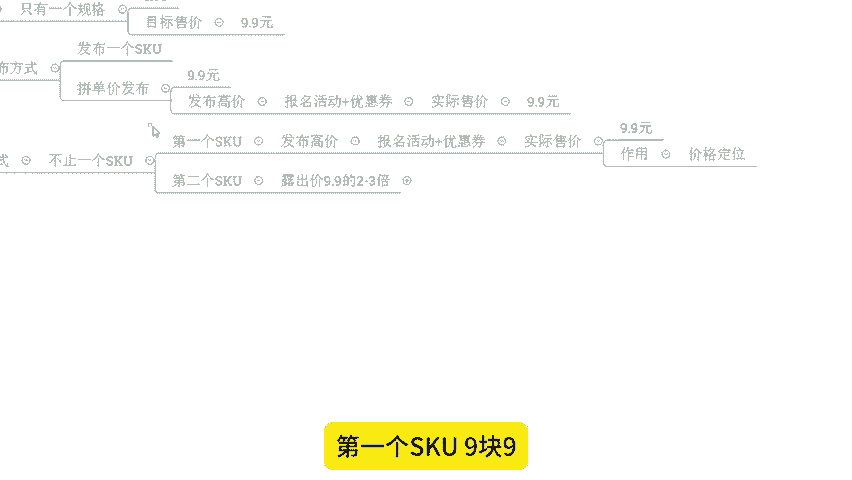 只有一个规格
目标售价 9.9元
发布一个SKU
布方式
拼单价发布
9.9元
发布高价 报名活动+优惠券 实际售价 9.9元
式 不止一个SKU
第一个SKU 发布高价 报名活动+优惠券 实际售价
9.9元
作用 价格定位
第二个SKU 露出价9.9的2-3倍
第一个SKU 9块9